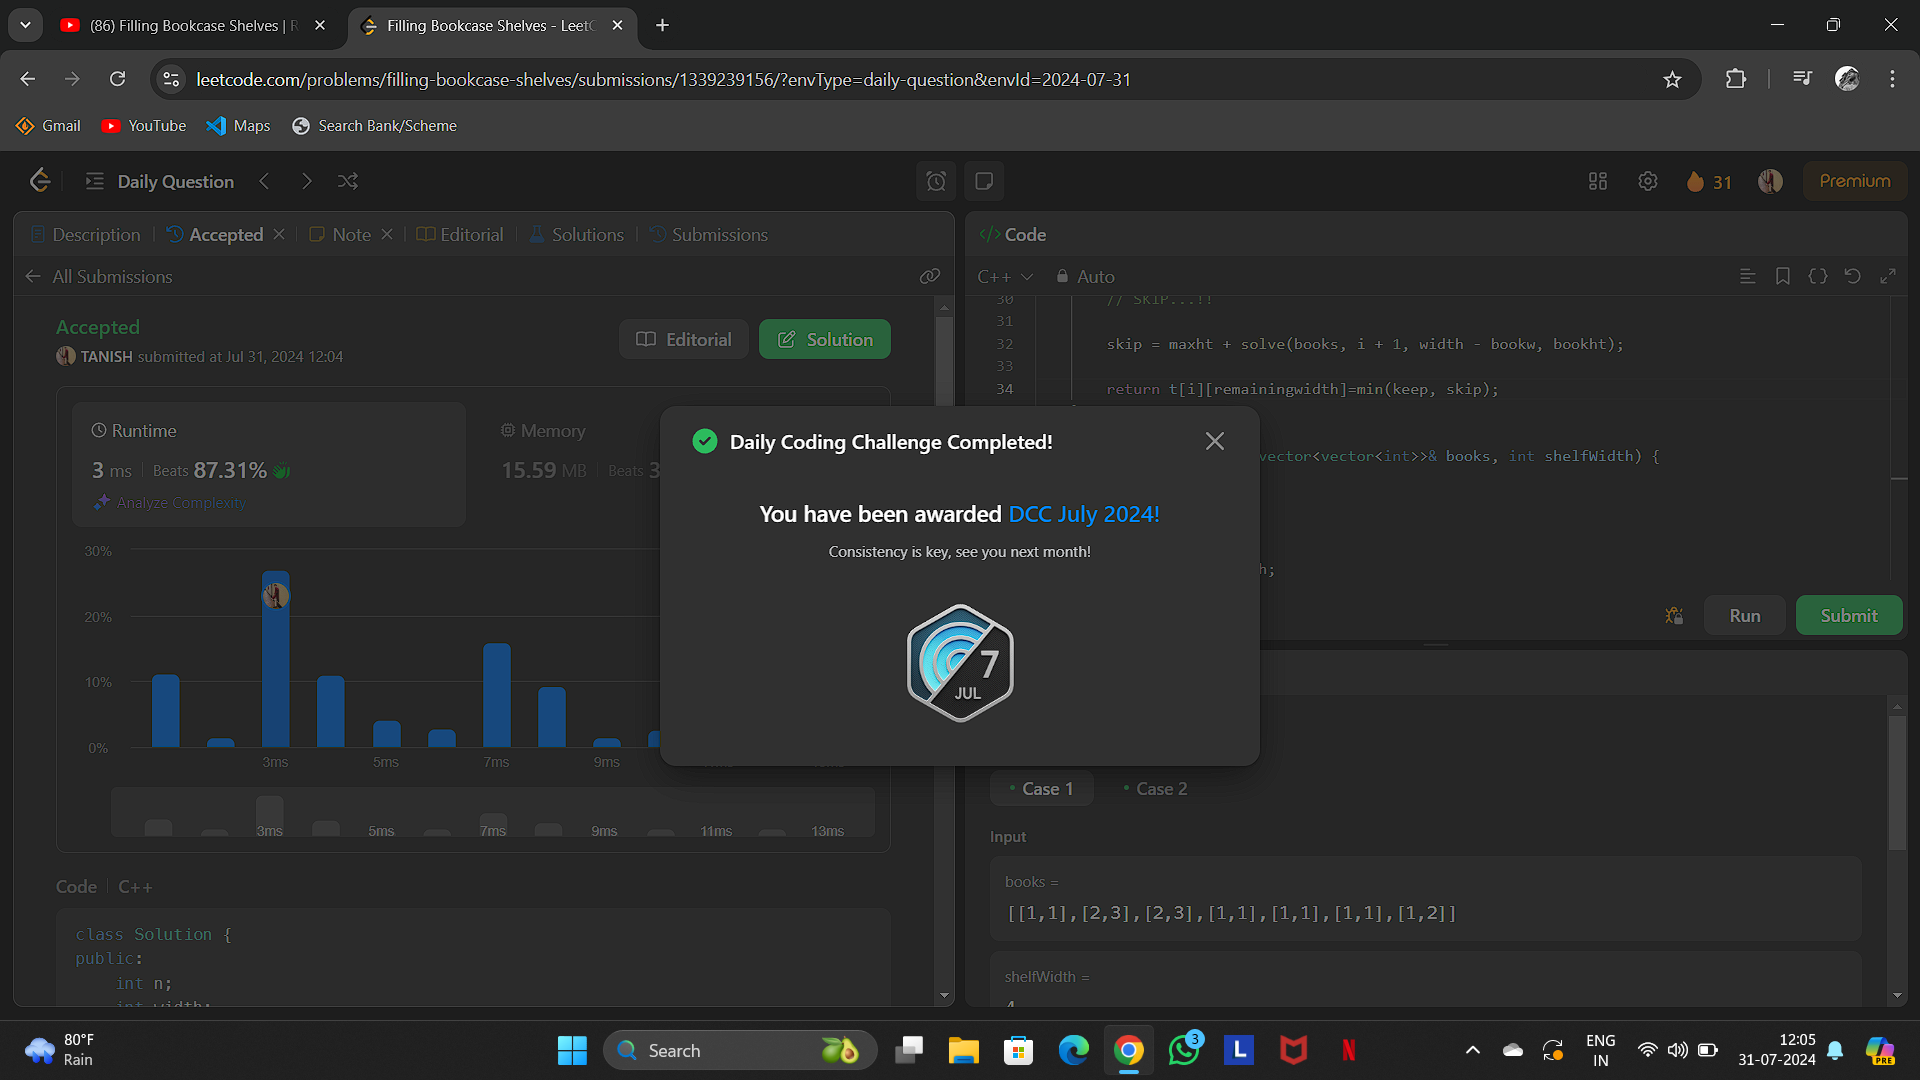 (86) Filling Bookcase Shelves | R
Filling Bookcase Shelves - LeetC
leetcode.com/problems/filling-bookcase-shelves/submissions/1339239156/?envType=daily-question&envId=2024-07-31
Gmail
YouTube
Maps
Search Bank/Scheme
Daily Question
31
Premium
Description
Accepted
Note
Editorial
Solutions
Submissions
All Submissions
Accepted
TANISH submitted at Jul 31, 2024 12:04
Editorial
Solution
Runtime
3 ms | Beats 87.31%
Analyze Complexity
Memory
15.59 MB | Beats 3
30%
20%
10%
0%
3ms 5ms 7ms 9ms
3ms 5ms 7ms 9ms 11ms 13ms
Code | C++
class Solution {
public:
int n;
int width;
</> Code
C++
Auto
30 // SKIP...!!
31
32 skip = maxht + solve(books, i + 1, width - bookw, bookht);
33
34 return t[i][remainingwidth]=min(keep, skip);
vector<vector<int>>& books, int shelfWidth) {
h;
Run
Submit
Daily Coding Challenge Completed!
You have been awarded DCC July 2024!
Consistency is key, see you next month!
7
JUL
Case 1
Case 2
Input
books =
[[1,1],[2,3],[2,3],[1,1],[1,1],[1,1],[1,2]]
shelfWidth =
4
80°F
Rain
Search
3
L
N
ENG
IN
12:05
31-07-2024
PRE